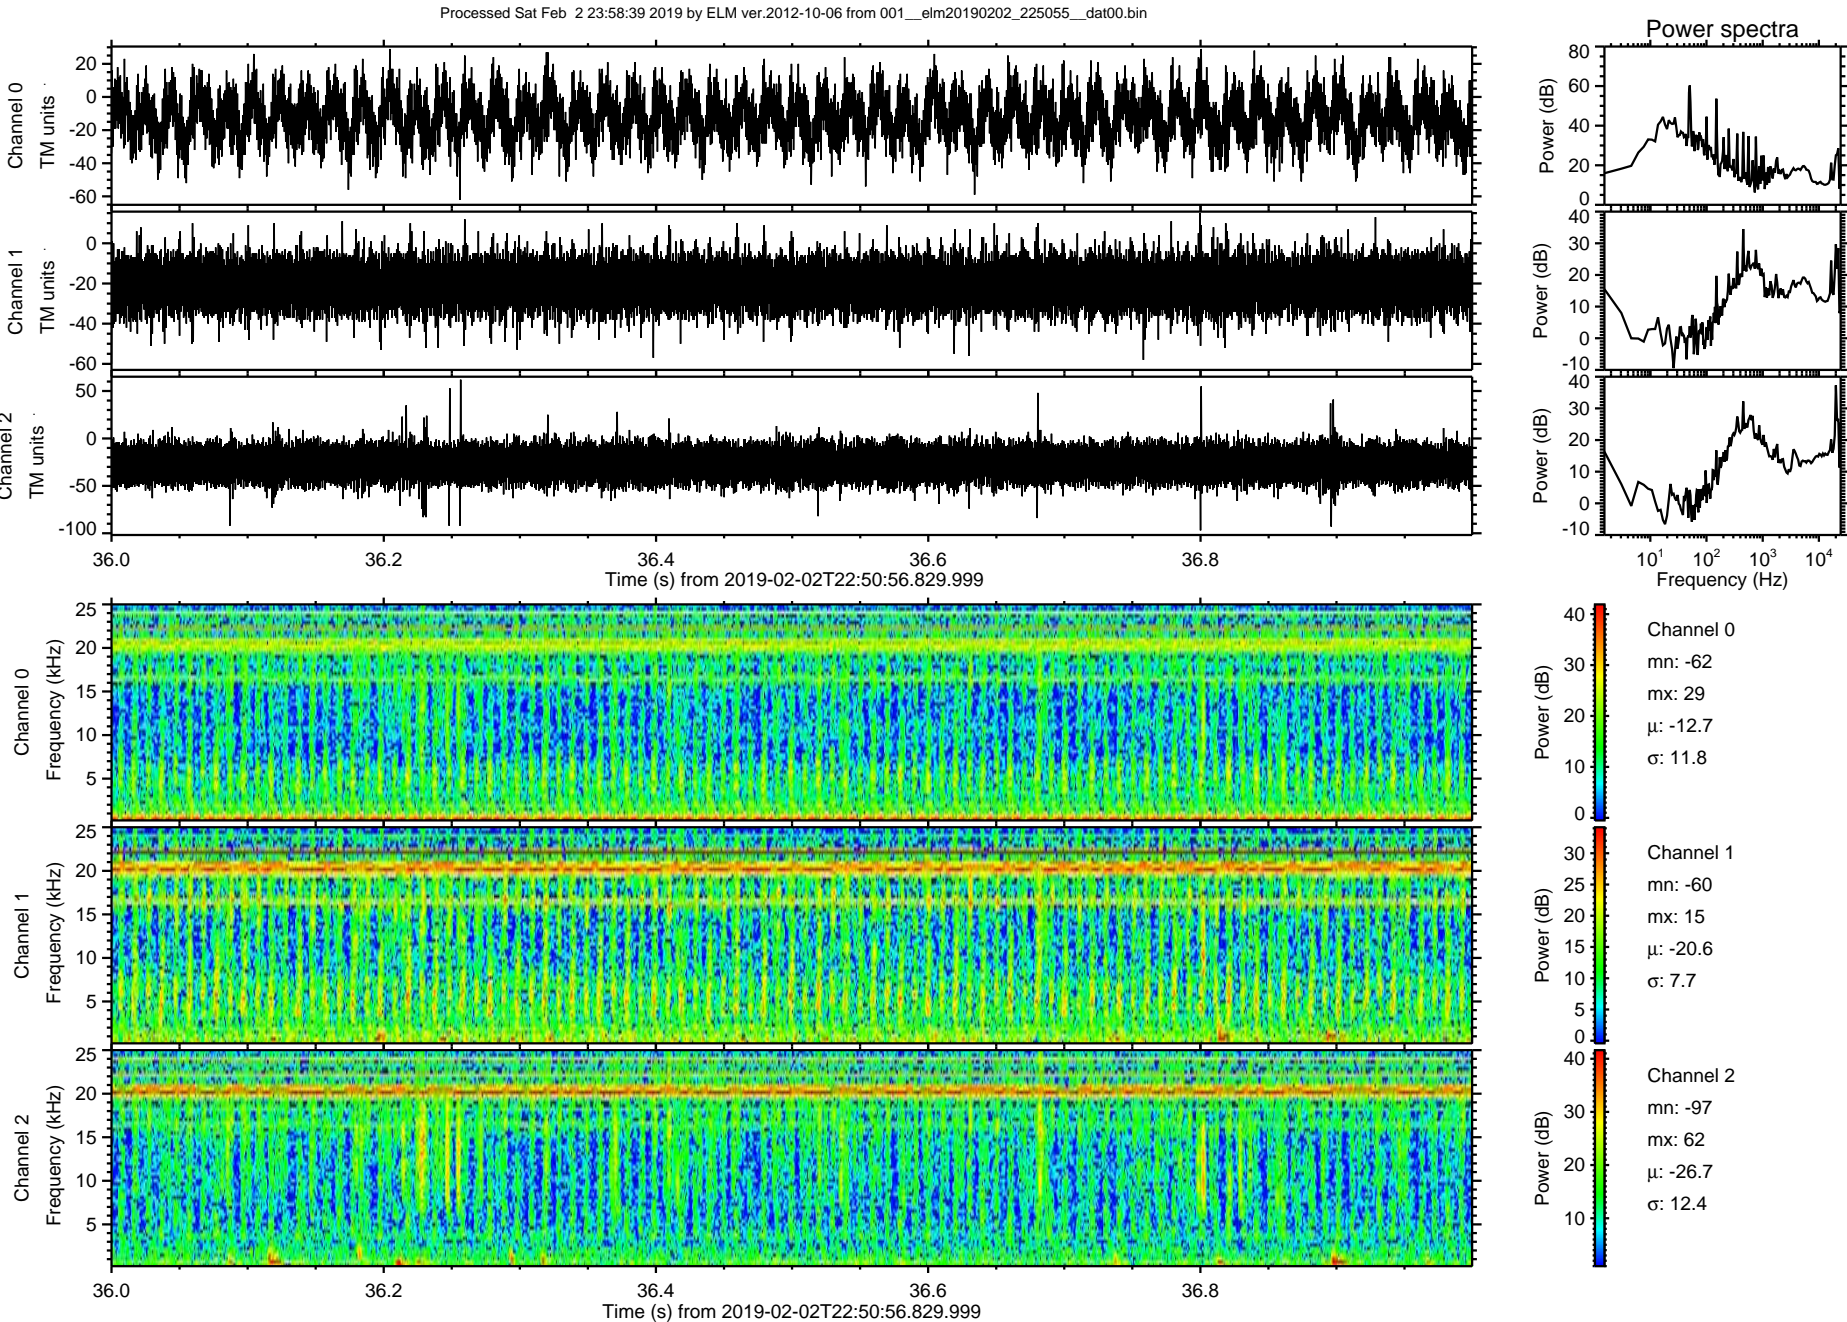 Processed Sat Feb  2 23:58:39 2019 by ELM ver.2012-10-06 from 001__elm20190202_225055__dat00.bin
Power spectra
Channel 0
TM units
20
0
-20
-40
-60
Power (dB)
80
60
40
20
0
Channel 1
TM units
0
-20
-40
-60
Power (dB)
40
30
20
10
0
-10
Channel 2
TM units
50
0
-50
-100
Power (dB)
40
30
20
10
0
-10
36.0 36.2 36.4 36.6 36.8
Time (s) from 2019-02-02T22:50:56.829.999
10^1 10^2 10^3 10^4
Frequency (Hz)
Channel 0
Frequency (kHz)
25
20
15
10
5
Power (dB)
40
30
20
10
0
Channel 0
mn: -62
mx: 29
μ: -12.7
σ: 11.8
Channel 1
Frequency (kHz)
25
20
15
10
5
Power (dB)
30
25
20
15
10
5
0
Channel 1
mn: -60
mx: 15
μ: -20.6
σ: 7.7
Channel 2
Frequency (kHz)
25
20
15
10
5
Power (dB)
40
30
20
10
Channel 2
mn: -97
mx: 62
μ: -26.7
σ: 12.4
36.0 36.2 36.4 36.6 36.8
Time (s) from 2019-02-02T22:50:56.829.999